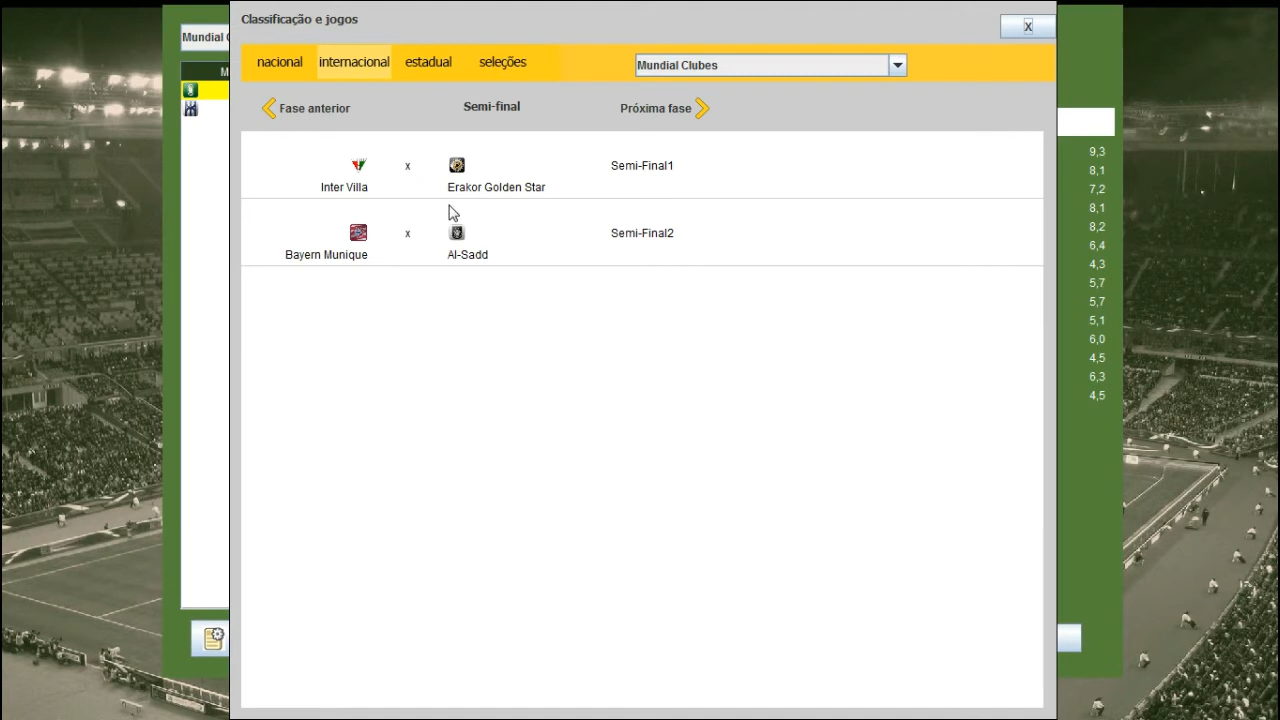 Classificação e jogos
X
Mundial C
nacional internacional estadual seleções
Mundial Clubes
M
Fase anterior Semi-final Próxima fase
x Semi-Final1
Inter Villa Erakor Golden Star
x Semi-Final2
Bayern Munique Al-Sadd
9,3
8,1
7,2
8,1
8,2
6,4
4,3
5,7
5,7
5,1
6,0
4,5
6,3
4,5